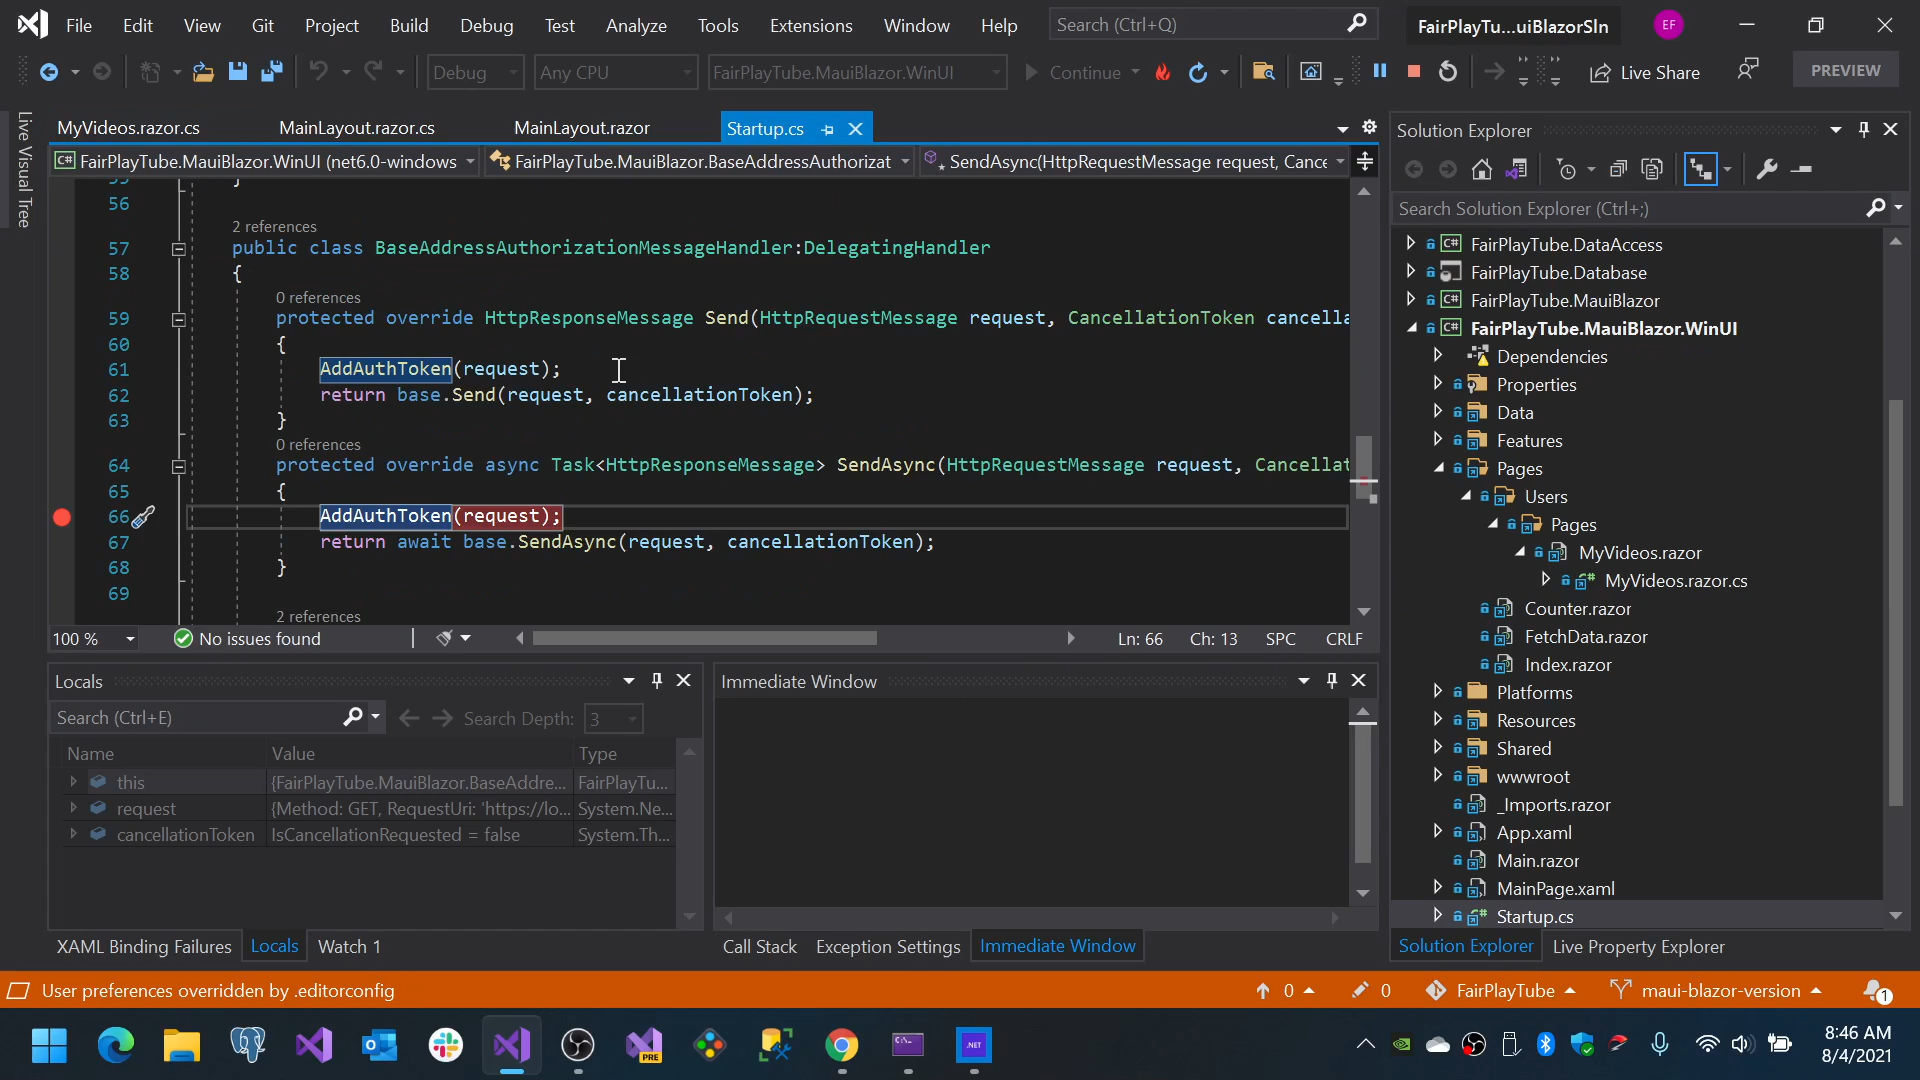 File Edit View Git Project Build Debug Test Analyze Tools Extensions Window Help Search (Ctrl+Q) FairPlayTu...uiBlazorSln EF
Debug Any CPU FairPlayTube.MauiBlazor.WinUI Continue Live Share PREVIEW
Live Visual Tree
MyVideos.razor.cs MainLayout.razor.cs MainLayout.razor Startup.cs
FairPlayTube.MauiBlazor.WinUI (net6.0-windows FairPlayTube.MauiBlazor.BaseAddressAuthorizat SendAsync(HttpRequestMessage request, Cance
56
2 references
57 public class BaseAddressAuthorizationMessageHandler:DelegatingHandler
58 {
0 references
59 protected override HttpResponseMessage Send(HttpRequestMessage request, CancellationToken cancella
60 {
61 AddAuthToken(request);
62 return base.Send(request, cancellationToken);
63 }
0 references
64 protected override async Task<HttpResponseMessage> SendAsync(HttpRequestMessage request, Cancellat
65 {
66 AddAuthToken(request);
67 return await base.SendAsync(request, cancellationToken);
68 }
69
2 references
100 % No issues found Ln: 66 Ch: 13 SPC CRLF
Locals
Search (Ctrl+E) Search Depth: 3
Name Value Type
this {FairPlayTube.MauiBlazor.BaseAddre... FairPlayTu...
request {Method: GET, RequestUri: 'https://lo... System.Ne...
cancellationToken IsCancellationRequested = false System.Th...
XAML Binding Failures Locals Watch 1
Immediate Window
Call Stack Exception Settings Immediate Window
Solution Explorer
Search Solution Explorer (Ctrl+;)
FairPlayTube.DataAccess
FairPlayTube.Database
FairPlayTube.MauiBlazor
FairPlayTube.MauiBlazor.WinUI
Dependencies
Properties
Data
Features
Pages
Users
Pages
MyVideos.razor
MyVideos.razor.cs
Counter.razor
FetchData.razor
Index.razor
Platforms
Resources
Shared
wwwroot
_Imports.razor
App.xaml
Main.razor
MainPage.xaml
Startup.cs
Solution Explorer Live Property Explorer
User preferences overridden by .editorconfig 0 0 FairPlayTube maui-blazor-version 1
PRE .NET 8:46 AM
8/4/2021